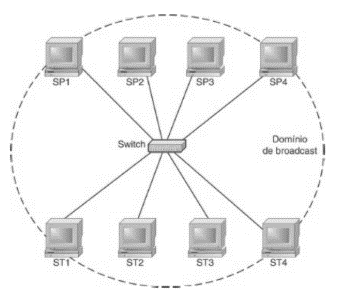 SP1 SP2 SP3 SP4
Switch
Domínio
de broadcast
ST1 ST2 ST3 ST4